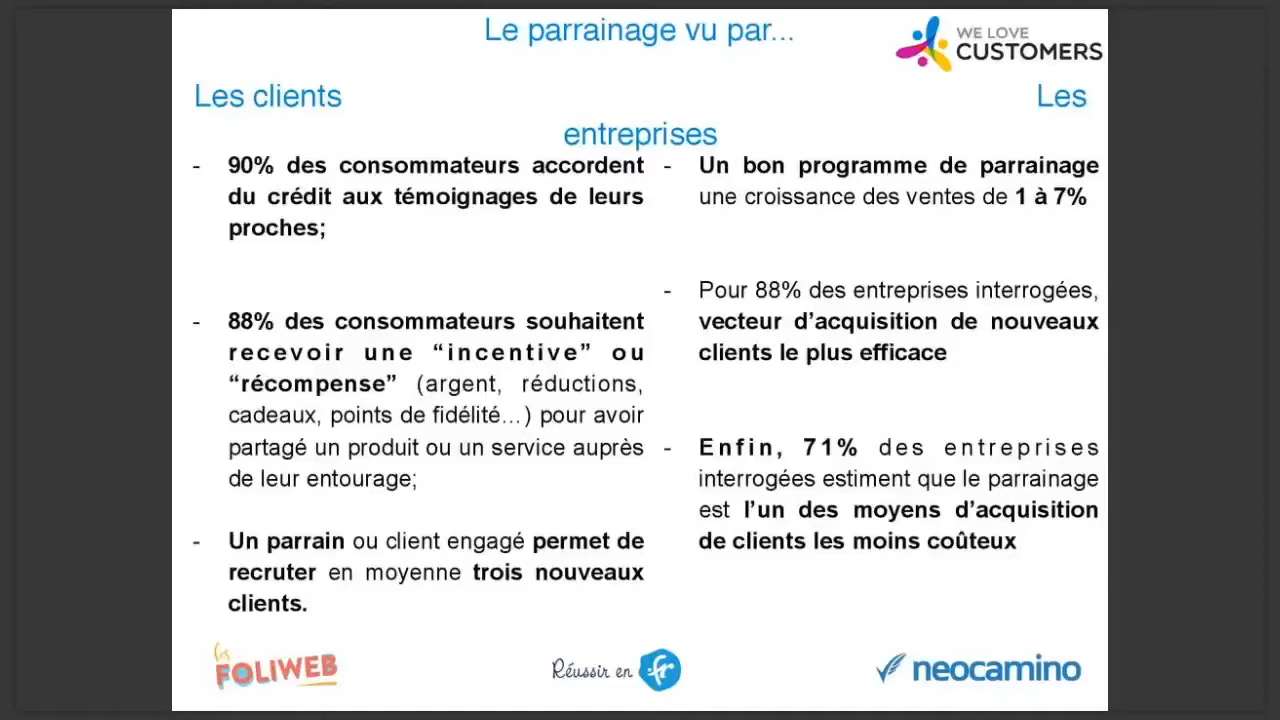 Le parrainage vu par...
WE LOVE
CUSTOMERS
Les clients Les
entreprises
- 90% des consommateurs accordent
du crédit aux témoignages de leurs
proches;
- 88% des consommateurs souhaitent
recevoir une “incentive” ou
“récompense” (argent, réductions,
cadeaux, points de fidélité…) pour avoir
partagé un produit ou un service auprès
de leur entourage;
- Un parrain ou client engagé permet de
recruter en moyenne trois nouveaux
clients.
- Un bon programme de parrainage
une croissance des ventes de 1 à 7%
- Pour 88% des entreprises interrogées,
vecteur d’acquisition de nouveaux
clients le plus efficace
- Enfin, 71% des entreprises
interrogées estiment que le parrainage
est l’un des moyens d’acquisition
de clients les moins coûteux
les
FOLIWEB
Réussir en .fr
neocamino